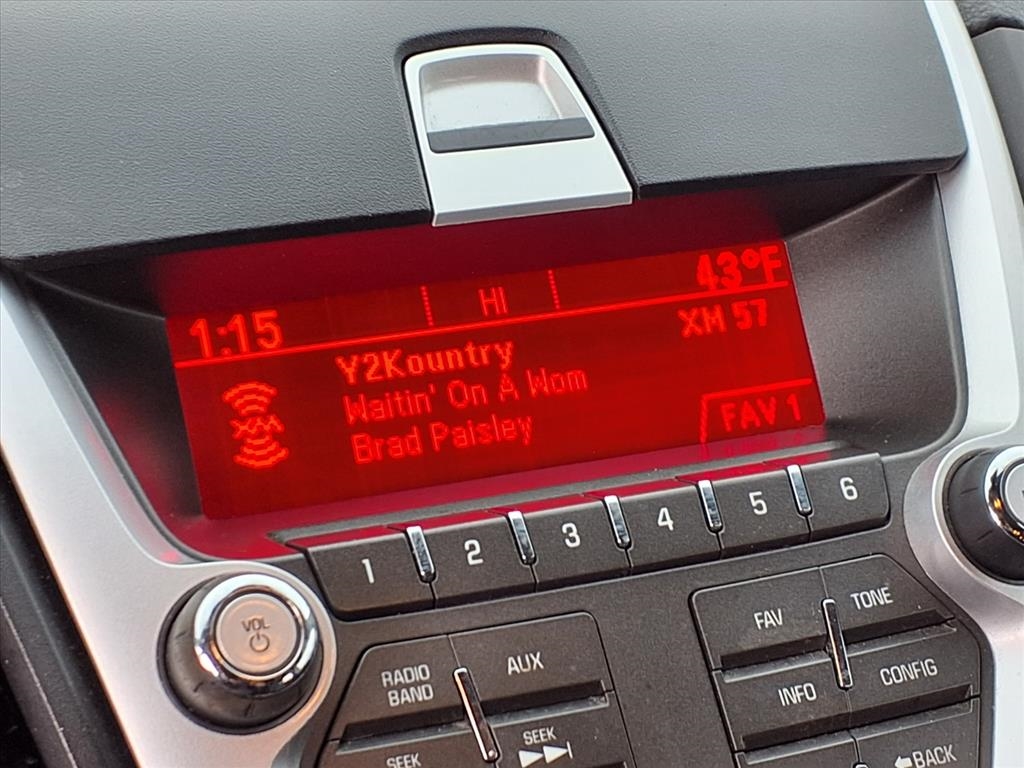 1:15 HI 43°F
Y2Kountry XM 57
Waitin' On A Wom
XM
Brad Paisley FAV 1
1 2 3 4 5 6
VOL
RADIO BAND AUX
FAV TONE
INFO CONFIG
SEEK SEEK
BACK